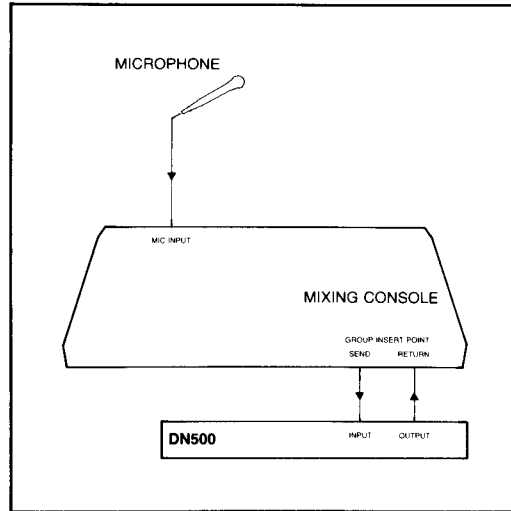 MICROPHONE
MIC INPUT
MIXING CONSOLE
GROUP INSERT POINT
SEND RETURN
DN500 INPUT OUTPUT